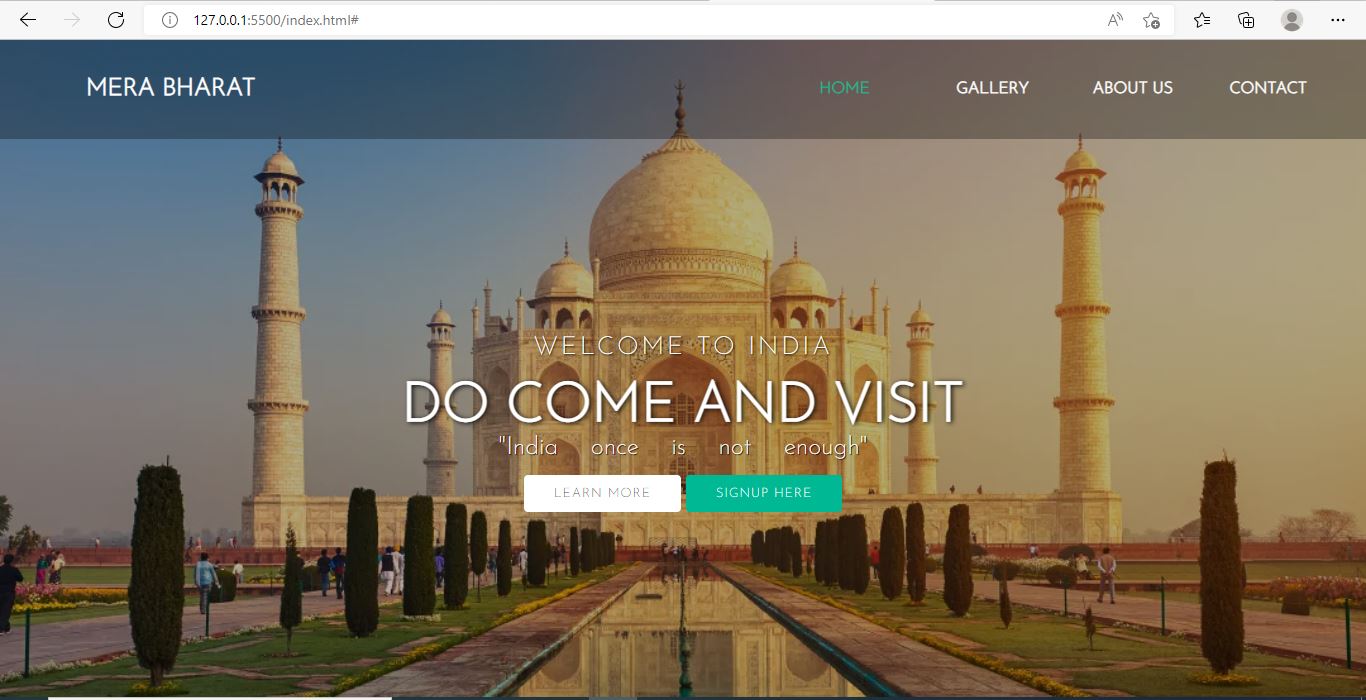 127.0.0.1:5500/index.html#
MERA BHARAT
HOME GALLERY ABOUT US CONTACT
WELCOME TO INDIA
DO COME AND VISIT
"India once is not enough"
LEARN MORE SIGNUP HERE